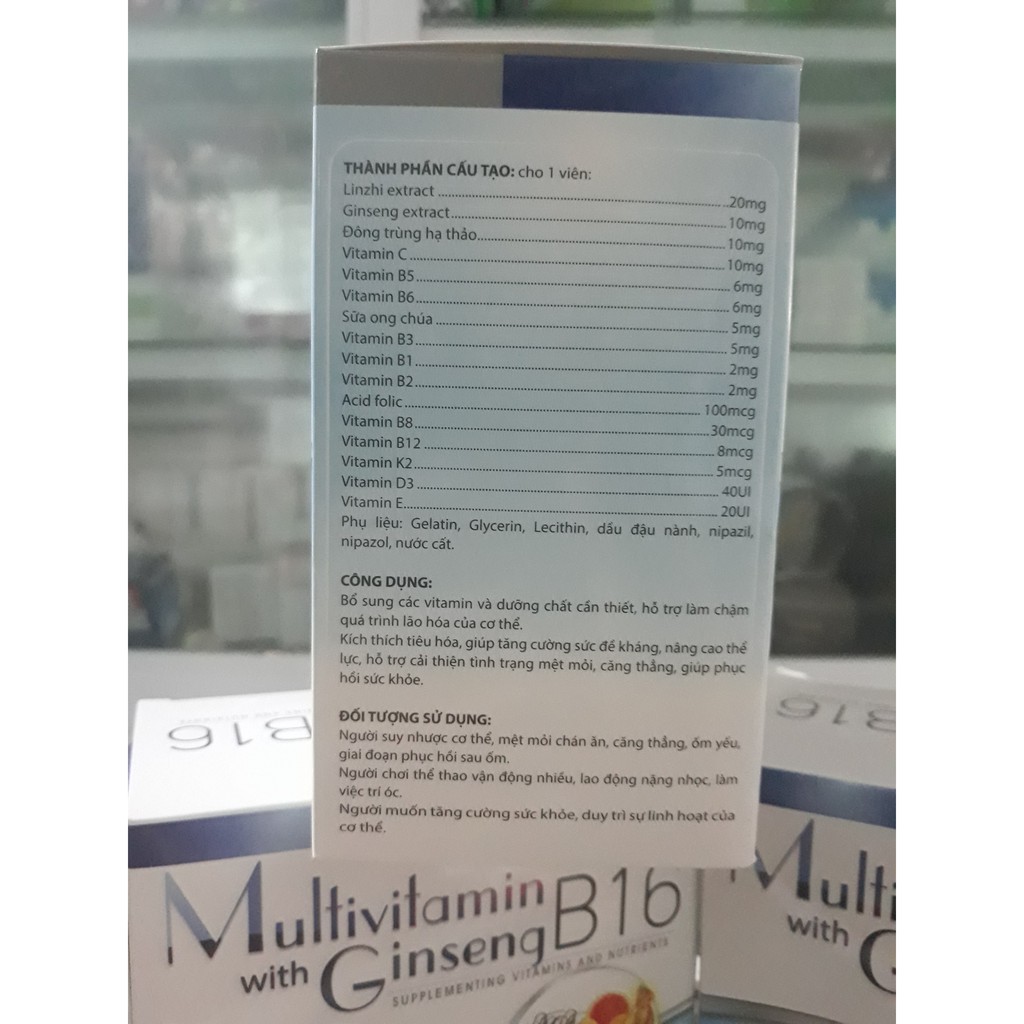 THÀNH PHẦN CẤU TẠO: cho 1 viên:
Linzhi extract ........ 20mg
Ginseng extract ........ 10mg
Đông trùng hạ thảo ........ 10mg
Vitamin C ........ 10mg
Vitamin B5 ........ 6mg
Vitamin B6 ........ 6mg
Sữa ong chúa ........ 5mg
Vitamin B3 ........ 5mg
Vitamin B1 ........ 2mg
Vitamin B2 ........ 2mg
Acid folic ........ 100mcg
Vitamin B8 ........ 30mcg
Vitamin B12 ........ 8mcg
Vitamin K2 ........ 5mcg
Vitamin D3 ........ 40UI
Vitamin E ........ 20UI
Phụ liệu: Gelatin, Glycerin, Lecithin, dầu đậu nành, nipazil,
nipazol, nước cất.
CÔNG DỤNG:
Bổ sung các vitamin và dưỡng chất cần thiết, hỗ trợ làm chậm
quá trình lão hóa của cơ thể.
Kích thích tiêu hóa, giúp tăng cường sức đề kháng, nâng cao thể
lực, hỗ trợ cải thiện tình trạng mệt mỏi, căng thẳng, giúp phục
hồi sức khỏe.
ĐỐI TƯỢNG SỬ DỤNG:
Người suy nhược cơ thể, mệt mỏi chán ăn, căng thẳng, ốm yếu,
giai đoạn phục hồi sau ốm.
Người chơi thể thao vận động nhiều, lao động nặng nhọc, làm
việc trí óc.
Người muốn tăng cường sức khỏe, duy trì sự linh hoạt của
cơ thể.
B16
B16
Multivitamin B16
with Ginseng
SUPPLEMENTING VITAMINS AND NUTRIENTS
Multi
with G